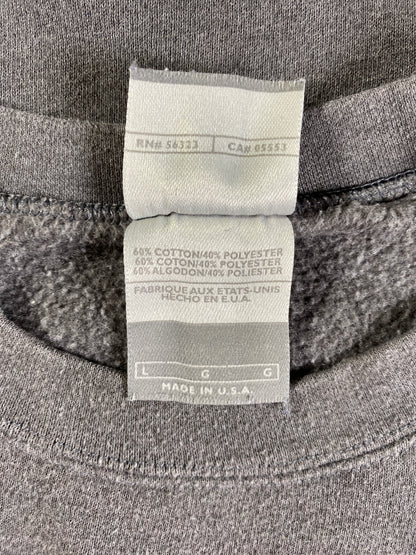 RN# 56323 CA# 05553
60% COTTON/40% POLYESTER
60% COTON/40% POLYESTER
60% ALGODON/40% POLIESTER
FABRIQUE AUX ETATS-UNIS
HECHO EN E.U.A.
L G G
MADE IN U.S.A.